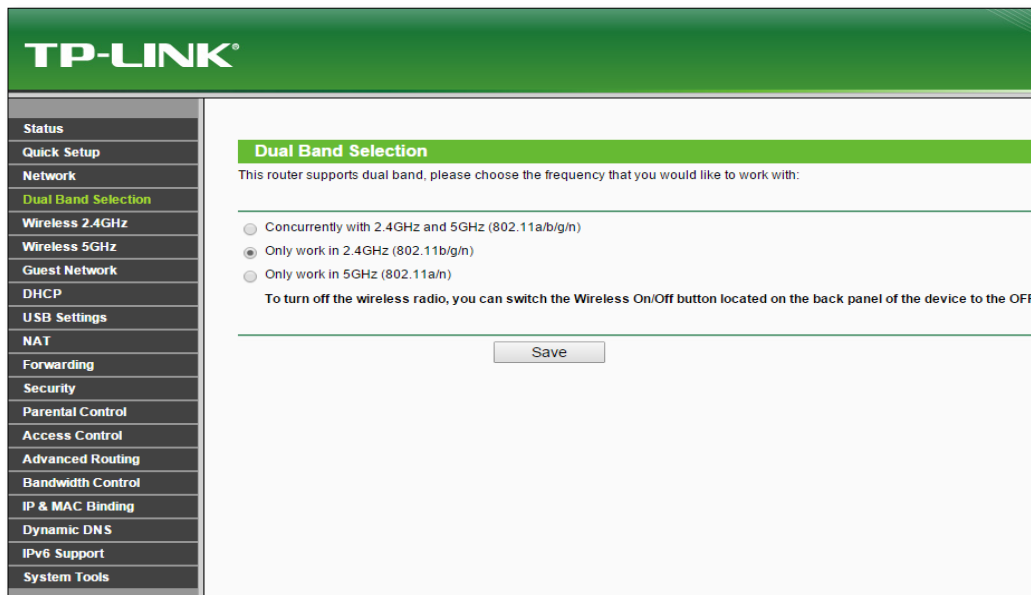 TP-LINK®
Status
Quick Setup
Network
Dual Band Selection
Wireless 2.4GHz
Wireless 5GHz
Guest Network
DHCP
USB Settings
NAT
Forwarding
Security
Parental Control
Access Control
Advanced Routing
Bandwidth Control
IP & MAC Binding
Dynamic DNS
IPv6 Support
System Tools
Dual Band Selection
This router supports dual band, please choose the frequency that you would like to work with:
Concurrently with 2.4GHz and 5GHz (802.11a/b/g/n)
Only work in 2.4GHz (802.11b/g/n)
Only work in 5GHz (802.11a/n)
To turn off the wireless radio, you can switch the Wireless On/Off button located on the back panel of the device to the OFF
Save